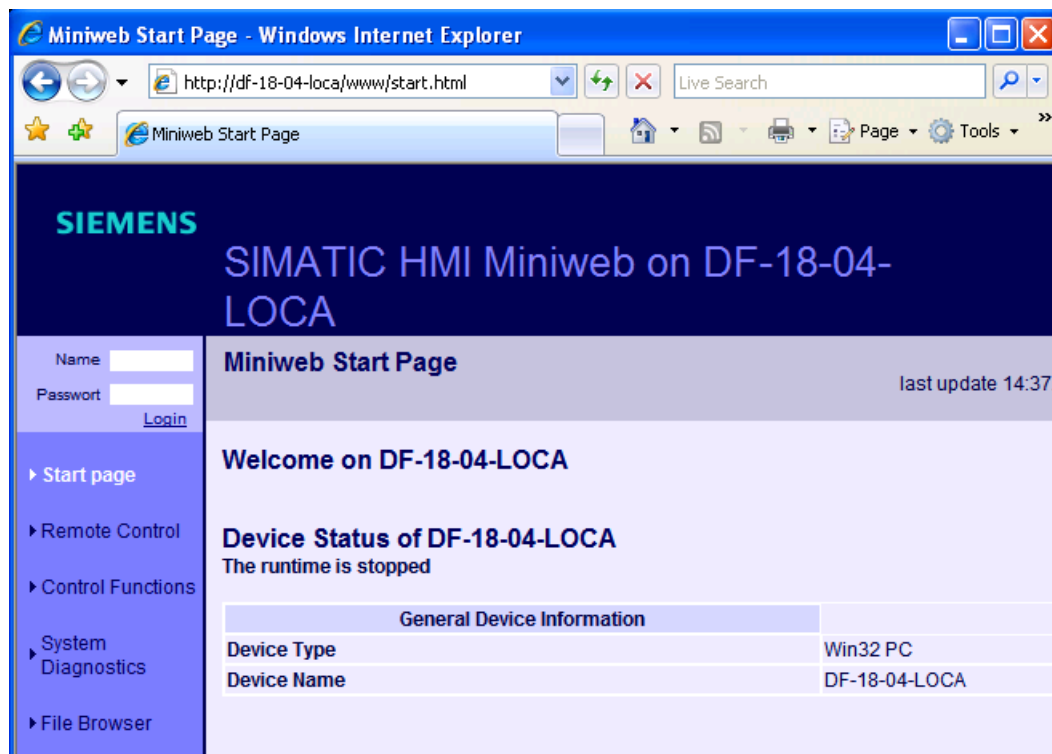 Miniweb Start Page - Windows Internet Explorer
http://df-18-04-loca/www/start.html
Live Search
Miniweb Start Page
Page
Tools
»
SIEMENS
SIMATIC HMI Miniweb on DF-18-04-
LOCA
Name
Passwort
Login
Miniweb Start Page
last update 14:37
Start page
Remote Control
Control Functions
System
Diagnostics
File Browser
Welcome on DF-18-04-LOCA
Device Status of DF-18-04-LOCA
The runtime is stopped
General Device Information
Device Type Win32 PC
Device Name DF-18-04-LOCA